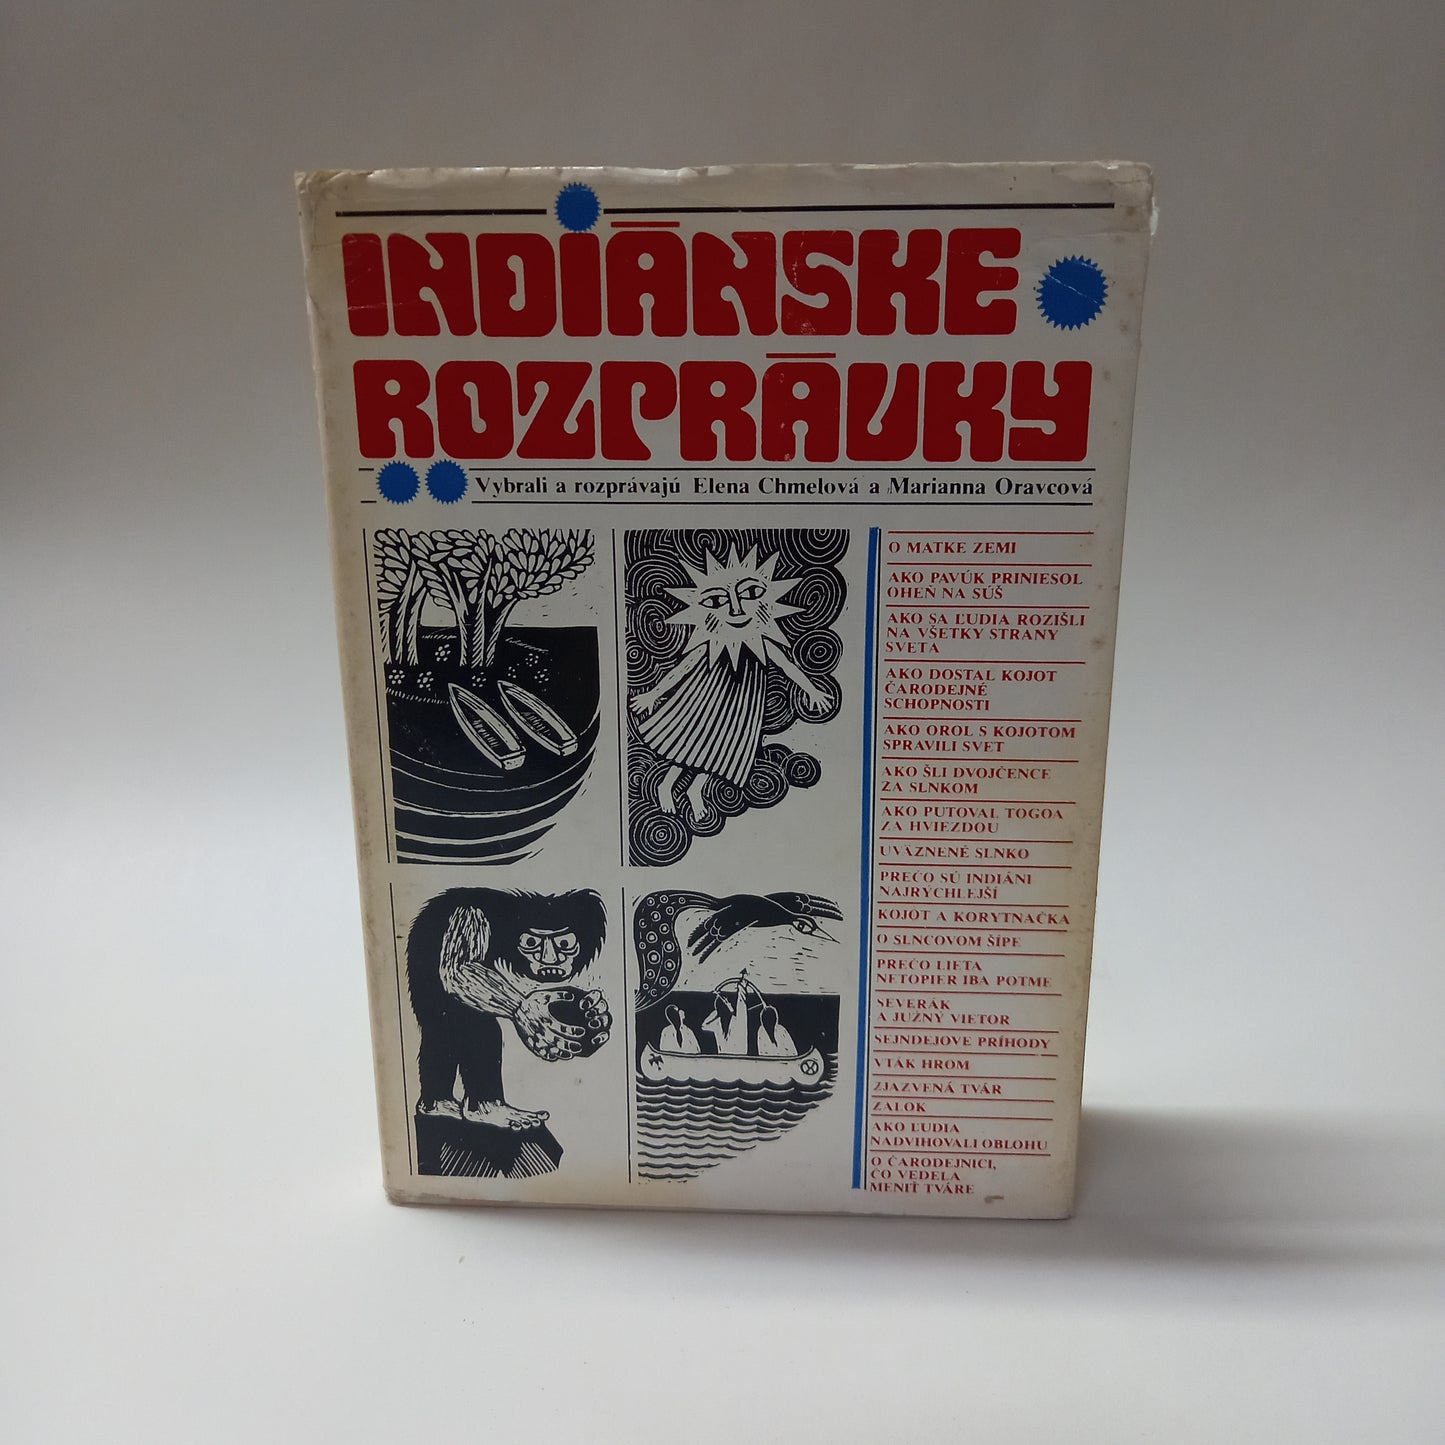 INDIÁNSKE
ROZPRÁVKY
Vybrali a rozprávajú Elena Chmelová a Marianna Oravcová
O MATKE ZEMI
AKO PAVÚK PRINIESOL
OHEŇ NA SÚŠ
AKO SA ĽUDIA ROZIŠLI
NA VŠETKY STRANY
SVETA
AKO DOSTAL KOJOT
ČARODEJNÉ
SCHOPNOSTI
AKO OROL S KOJOTOM
SPRAVILI SVET
AKO ŠLI DVOJČENCE
ZA SLNKOM
AKO PUTOVAL TOGOA
ZA HVIEZDOU
UVÄZNENÉ SLNKO
PREČO SÚ INDIÁNI
NAJRÝCHLEJŠÍ
KOJOT A KORYTNAČKA
O SLNCOVOM ŠÍPE
PREČO LIETA
NETOPIER IBA POTME
SEVERÁK
A JUŽNÝ VIETOR
SEJNDEJOVE PRÍHODY
VTÁK HROM
ZJAZVENÁ TVÁR
ZALOK
AKO ĽUDIA
NADVIHOVALI OBLOHU
O ČARODEJNICI,
ČO VEDELA
MENIŤ TVÁRE